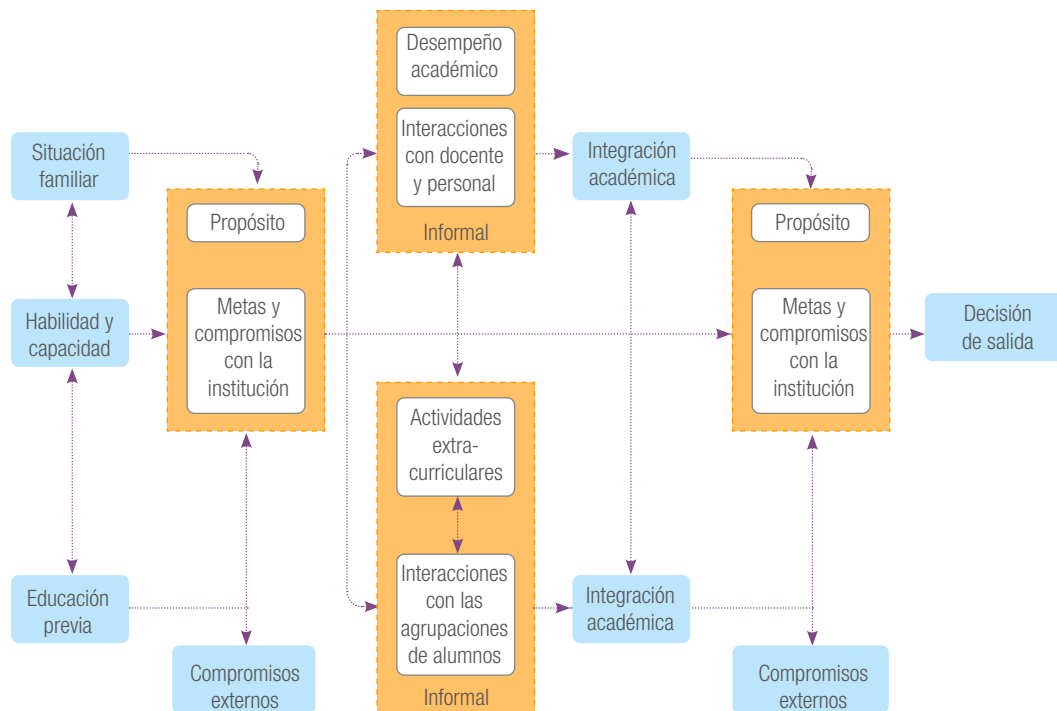 Situación
familiar
Habilidad y
capacidad
Educación
previa
Propósito
Metas y
compromisos
con la
institución
Compromisos
externos
Desempeño
académico
Interacciones
con docente
y personal
Informal
Actividades
extra-
curriculares
Interacciones
con las
agrupaciones
de alumnos
Informal
Integración
académica
Integración
académica
Propósito
Metas y
compromisos
con la
institución
Compromisos
externos
Decisión
de salida